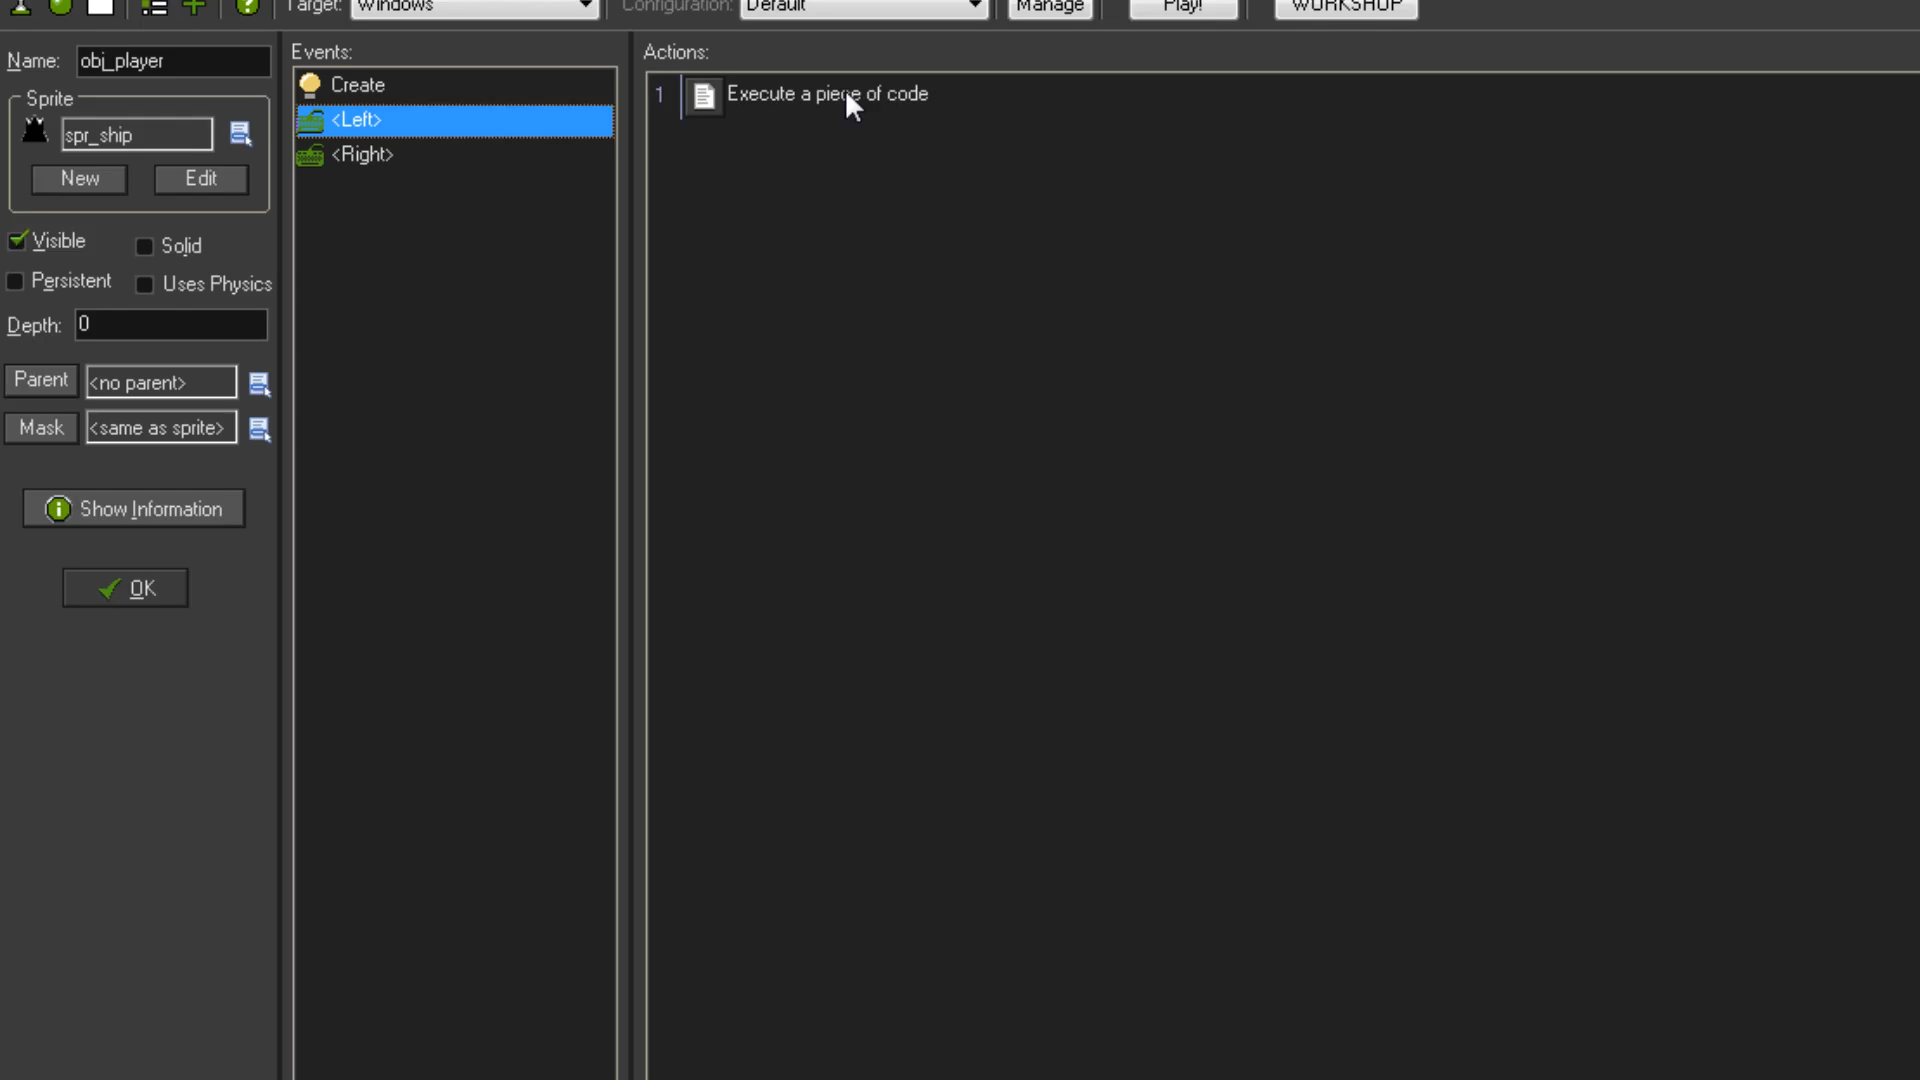 Target: Windows Configuration: Default Manage Play! WORKSHOP
Name: obj_player
Sprite
spr_ship
New Edit
Visible Solid
Persistent Uses Physics
Depth: 0
Parent <no parent>
Mask <same as sprite>
Show Information
OK
Events:
Create
<Left>
<Right>
Actions:
1 Execute a piece of code